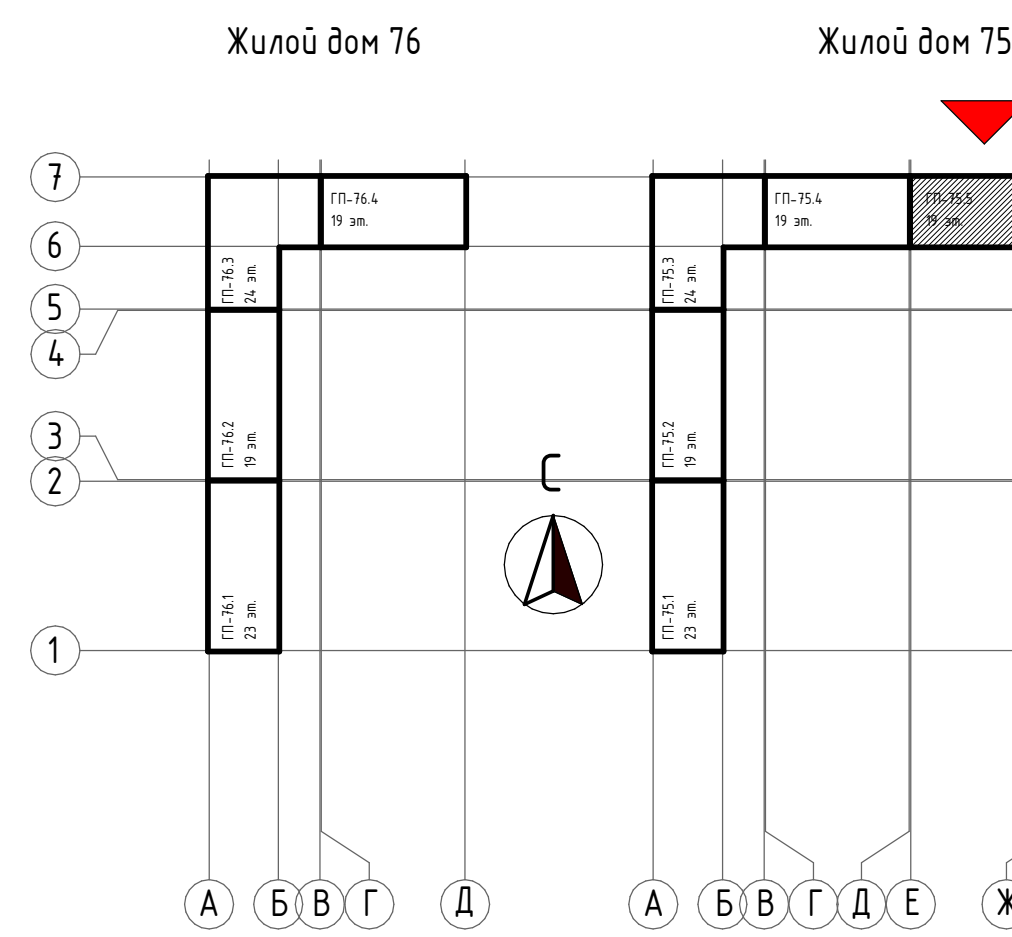 Жилой дом 76
Жилой дом 75
7
6
5
4
3
2
1
ГП-76.4
19 эт.
ГП-76.3
24 эт.
ГП-76.2
19 эт.
ГП-76.1
23 эт.
С
ГП-75.4
19 эт.
ГП-75.5
19 эт.
ГП-75.3
24 эт.
ГП-75.2
19 эт.
ГП-75.1
23 эт.
А Б В Г Д
А Б В Г Д Е Ж